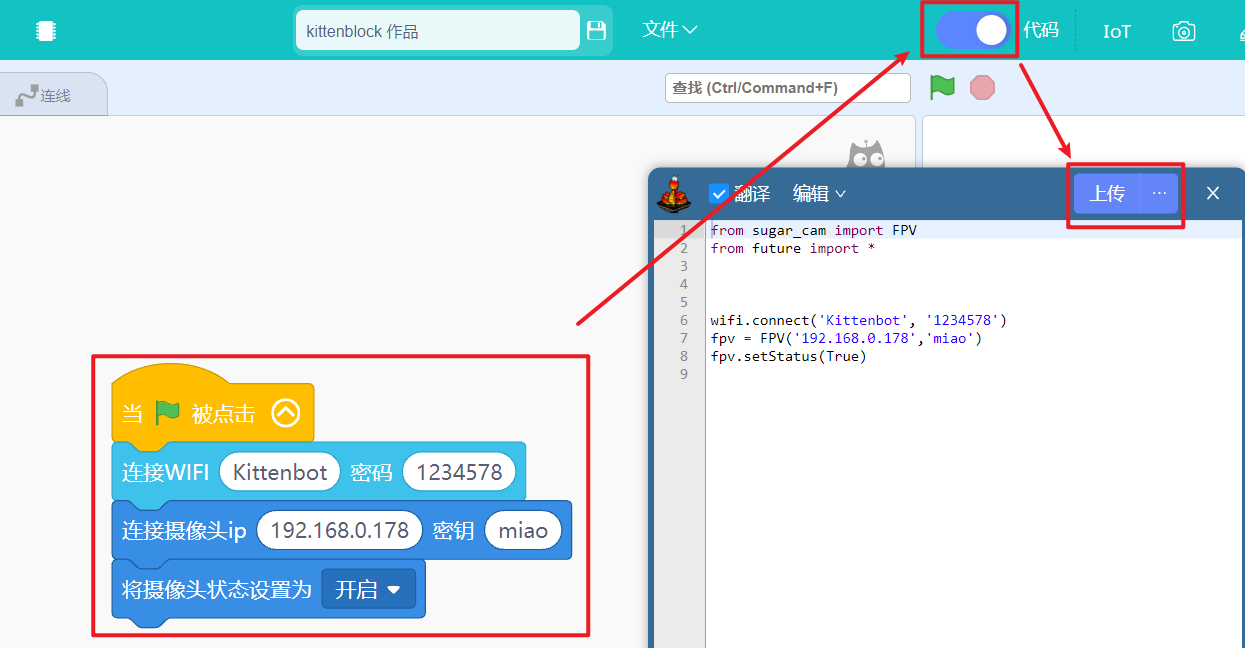 kittenblock 作品
文件
代码
IoT
连线
查找 (Ctrl/Command+F)
翻译
编辑
上传
...
1 from sugar_cam import FPV
2 from future import *
3
4
5
6 wifi.connect('Kittenbot', '1234578')
7 fpv = FPV('192.168.0.178','miao')
8 fpv.setStatus(True)
9
当 被点击
连接WIFI Kittenbot 密码 1234578
连接摄像头ip 192.168.0.178 密钥 miao
将摄像头状态设置为 开启